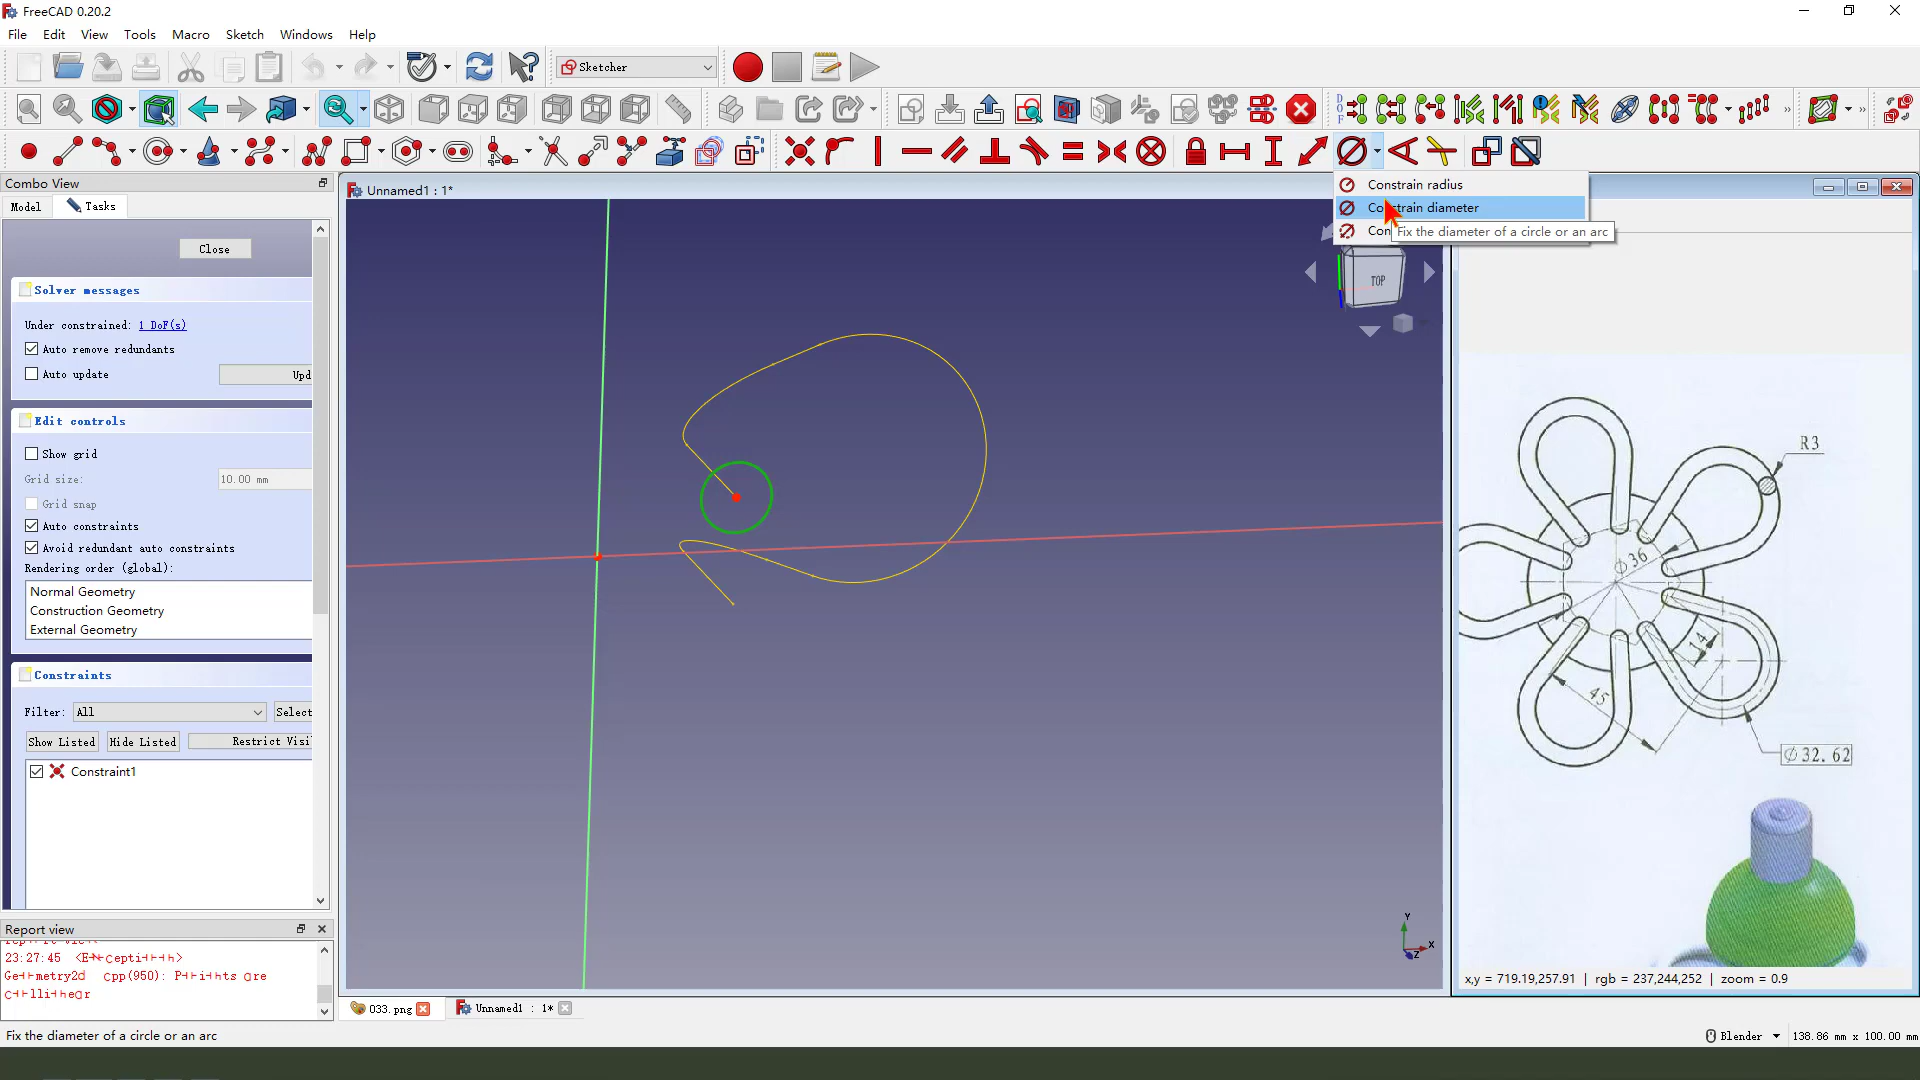 FreeCAD 0.20.2
File Edit View Tools Macro Sketch Windows Help
Sketcher
Combo View
Model Tasks
Unnamed1 : 1*
Constrain radius
Constrain diameter
Con
Fix the diameter of a circle or an arc
TOP
Close
Solver messages
Under constrained: 1 DoF(s)
Auto remove redundants
Auto update
Upd
Edit controls
Show grid
Grid size: 10.00 mm
Grid snap
Auto constraints
Avoid redundant auto constraints
Rendering order (global):
Normal Geometry
Construction Geometry
External Geometry
Constraints
Filter: All Select
Show Listed Hide Listed Restrict Visi
Constraint1
R3
∅36
14
45
∅32.62
Y
X
Z
x,y = 719.19,257.91 | rgb = 237,244,252 | zoom = 0.9
Report view
23:27:45
cpp(950):
033.png
Unnamed1 : 1*
Fix the diameter of a circle or an arc
Blender
138.86 mm x 100.00 mm